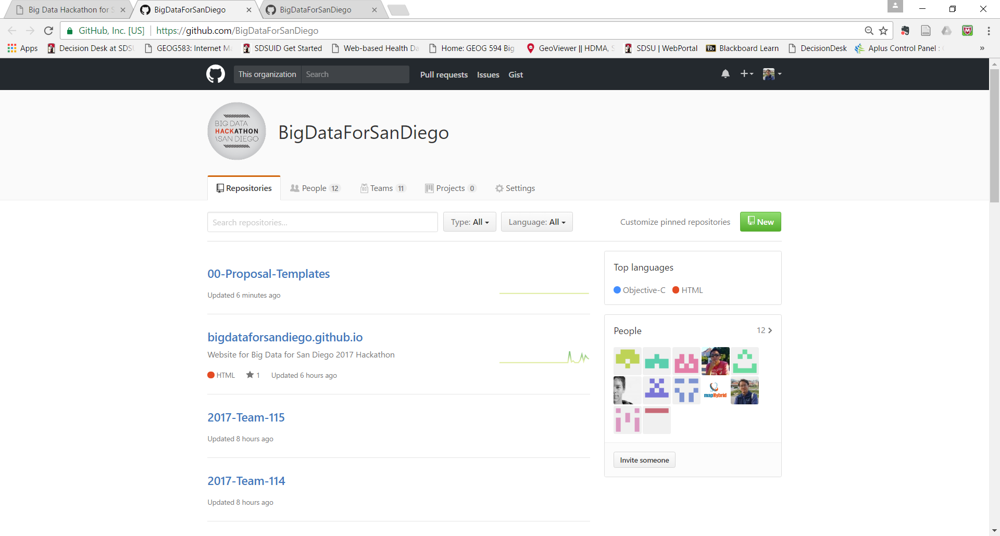 Big Data Hackathon for S
BigDataForSanDiego
BigDataForSanDiego
GitHub, Inc. [US] https://github.com/BigDataForSanDiego
Apps Decision Desk at SDSU GEOG583: Internet Ma SDSUID Get Started Web-based Health Da Home: GEOG 594 Big GeoViewer || HDMA, S Bb SDSU | WebPortal Blackboard Learn DecisionDesk Aplus Control Panel : »
This organization Search Pull requests Issues Gist
BIG DATA
HACKATHON
\SAN DIEGO
BigDataForSanDiego
Repositories People 12 Teams 11 Projects 0 Settings
Search repositories... Type: All Language: All Customize pinned repositories New
00-Proposal-Templates
Updated 6 minutes ago
bigdataforsandiego.github.io
Website for Big Data for San Diego 2017 Hackathon
HTML 1 Updated 6 hours ago
2017-Team-115
Updated 8 hours ago
2017-Team-114
Updated 8 hours ago
Top languages
Objective-C HTML
People 12
mapHybrid
Invite someone